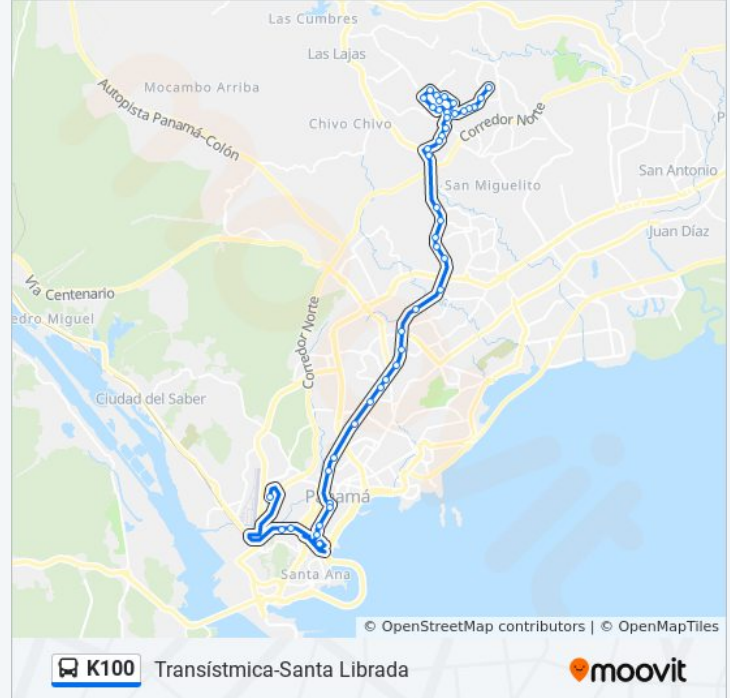 Las Cumbres
Las Lajas
Mocambo Arriba
Autopista Panamá-Colón
Chivo Chivo
Corredor Norte
San Antonio
San Miguelito
Juan Díaz
Vía Centenario
edro Miguel
Corredor Norte
Ciudad del Saber
Panamá
Santa Ana
© OpenStreetMap contributors | © OpenMapTiles
K100 Transístmica-Santa Librada
moovit